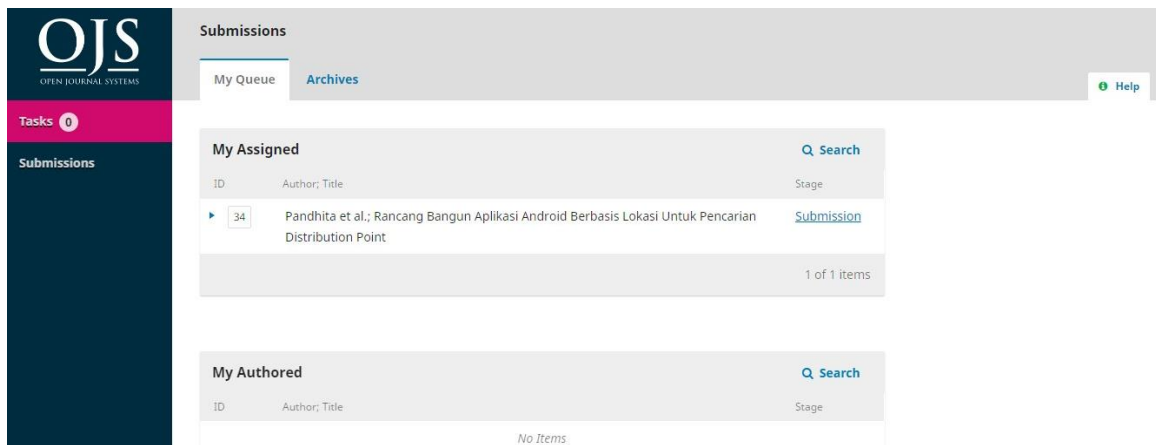 OJS
OPEN JOURNAL SYSTEMS
Tasks 0
Submissions
Submissions
My Queue Archives
Help
My Assigned Search
ID Author; Title Stage
34 Pandhita et al.; Rancang Bangun Aplikasi Android Berbasis Lokasi Untuk Pencarian Submission
Distribution Point
1 of 1 items
My Authored Search
ID Author; Title Stage
No Items